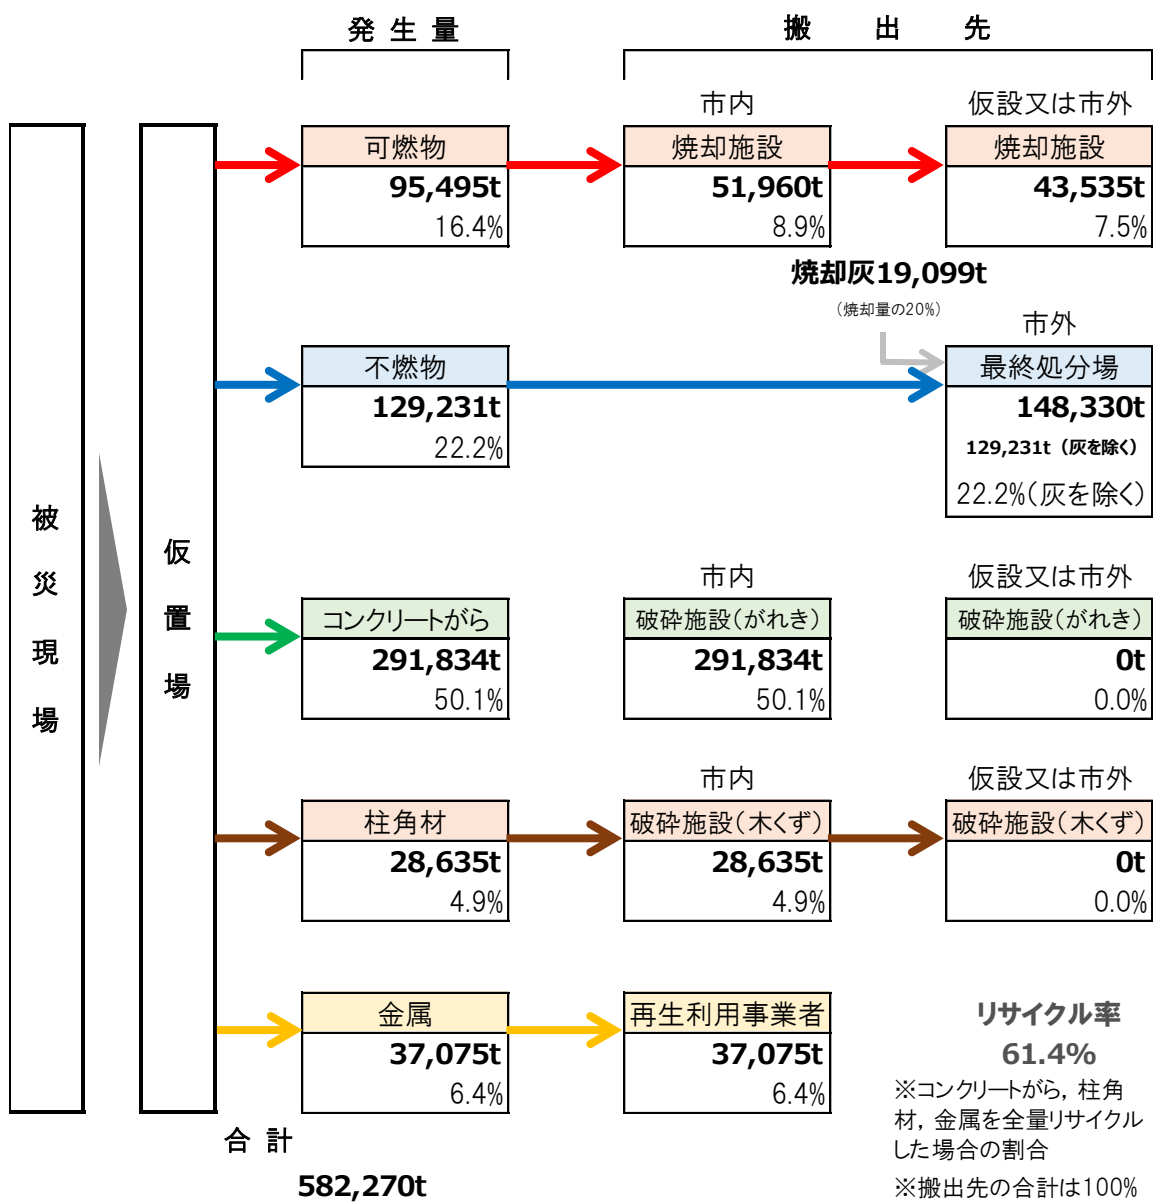 発生量
搬出先
市内
仮設又は市外
可燃物
焼却施設
焼却施設
95,495t
51,960t
43,535t
16.4%
8.9%
7.5%
焼却灰19,099t
（焼却量の20%）
市外
不燃物
最終処分場
129,231t
148,330t
22.2%
129,231t（灰を除く）
22.2%(灰を除く)
被災現場
仮置場
市内
仮設又は市外
コンクリートがら
破砕施設(がれき)
破砕施設(がれき)
291,834t
291,834t
0t
50.1%
50.1%
0.0%
市内
仮設又は市外
柱角材
破砕施設(木くず)
破砕施設(木くず)
28,635t
28,635t
0t
4.9%
4.9%
0.0%
金属
再生利用事業者
37,075t
37,075t
6.4%
6.4%
リサイクル率
61.4%
※コンクリートがら，柱角
材，金属を全量リサイクル
した場合の割合
※搬出先の合計は100%
合計
582,270t